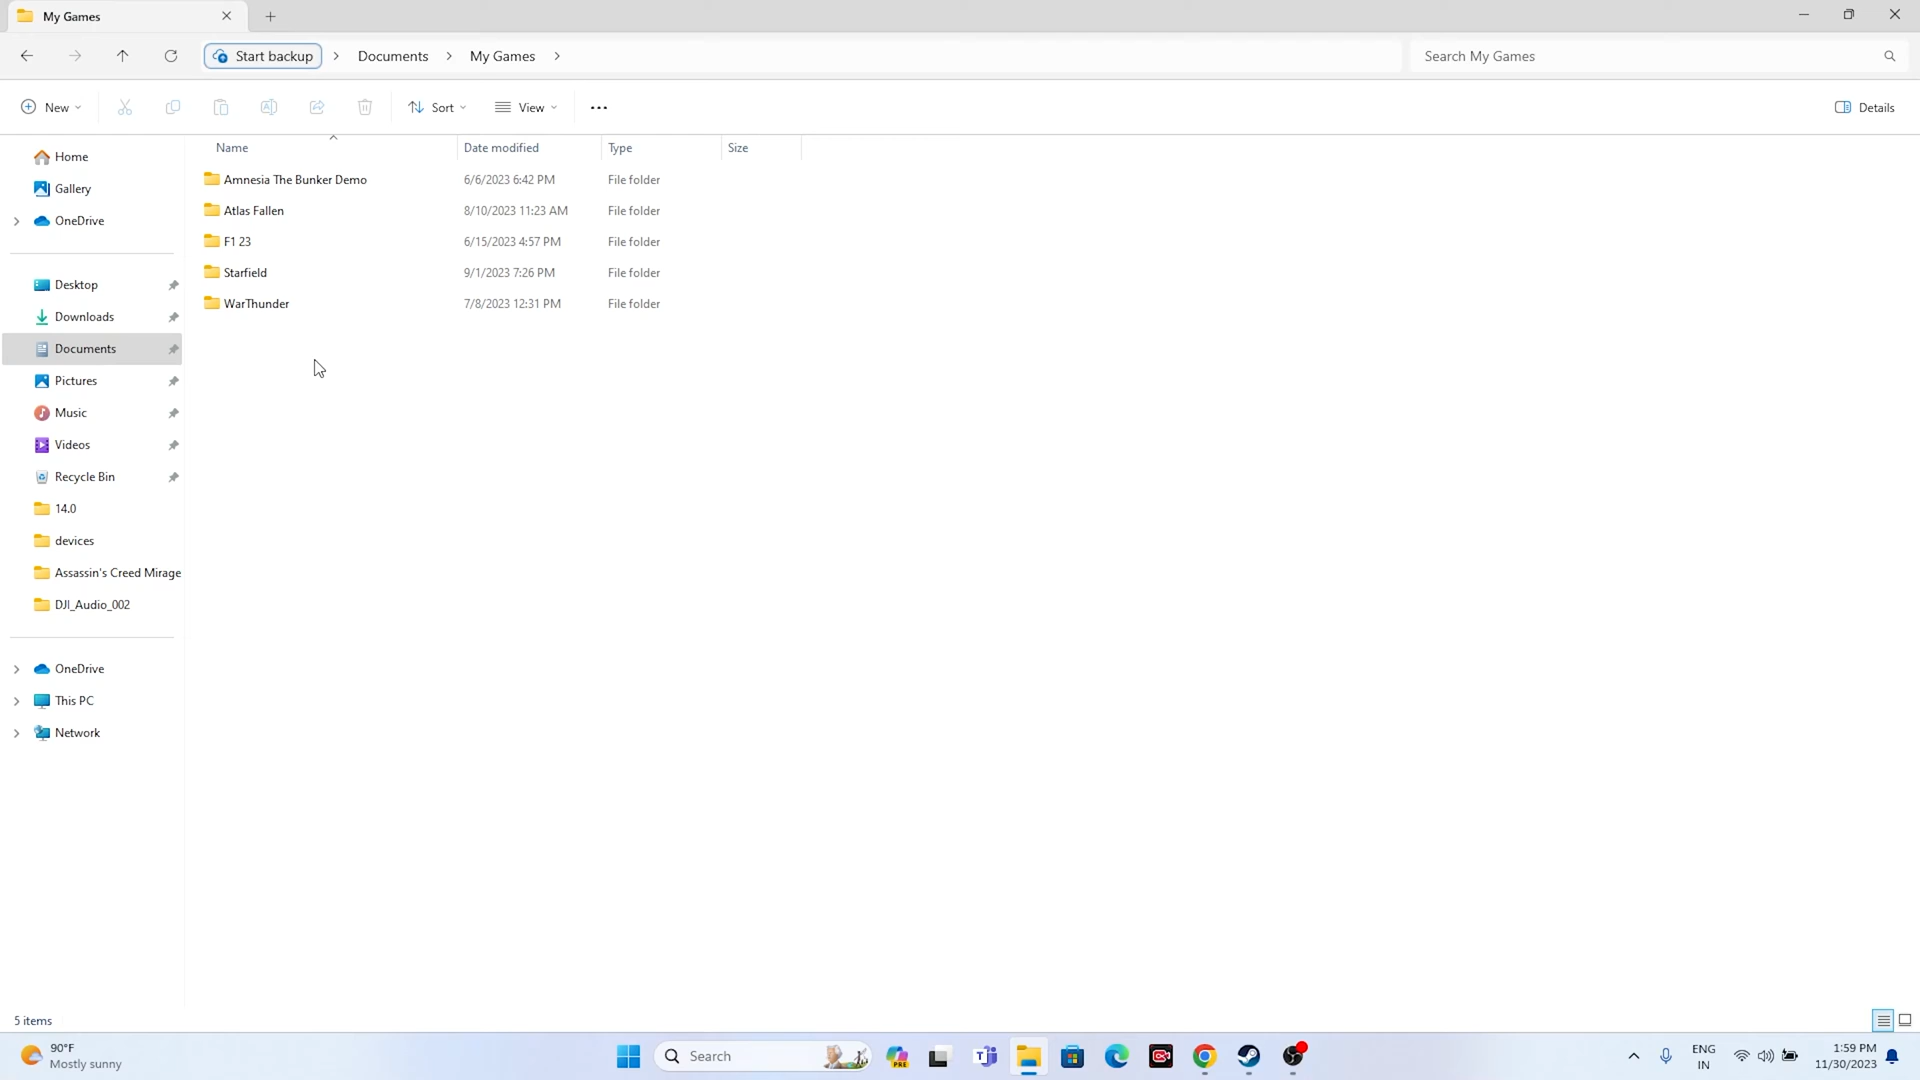 My Games
Start backup > Documents > My Games >
Search My Games
New
Sort
View
Details
Name Date modified Type Size
Amnesia The Bunker Demo 6/6/2023 6:42 PM File folder
Atlas Fallen 8/10/2023 11:23 AM File folder
F1 23 6/15/2023 4:57 PM File folder
Starfield 9/1/2023 7:26 PM File folder
WarThunder 7/8/2023 12:31 PM File folder
Home
Gallery
OneDrive
Desktop
Downloads
Documents
Pictures
Music
Videos
Recycle Bin
14.0
devices
Assassin's Creed Mirage
DJI_Audio_002
OneDrive
This PC
Network
5 items
90°F
Mostly sunny
Search
PRE
ENG
IN
1:59 PM
11/30/2023